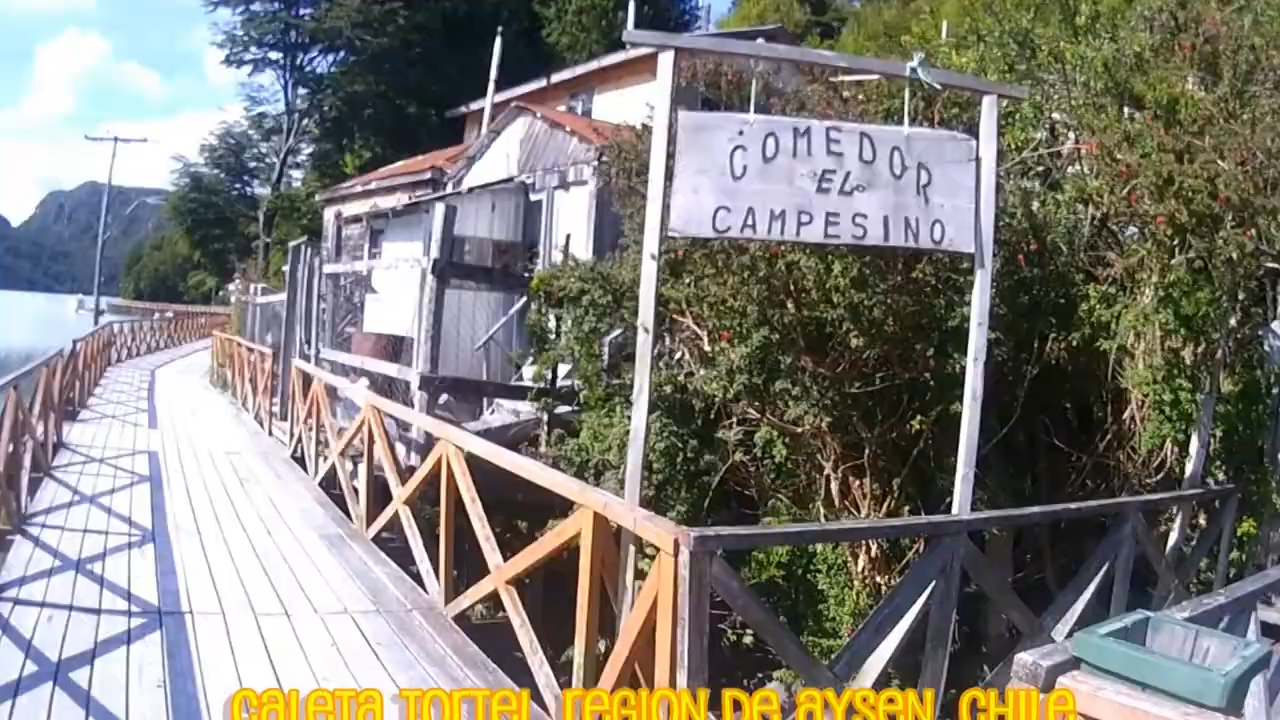 COMEDOR
EL
CAMPESINO
CALETA TORTEL REGION DE AYSEN CHILE